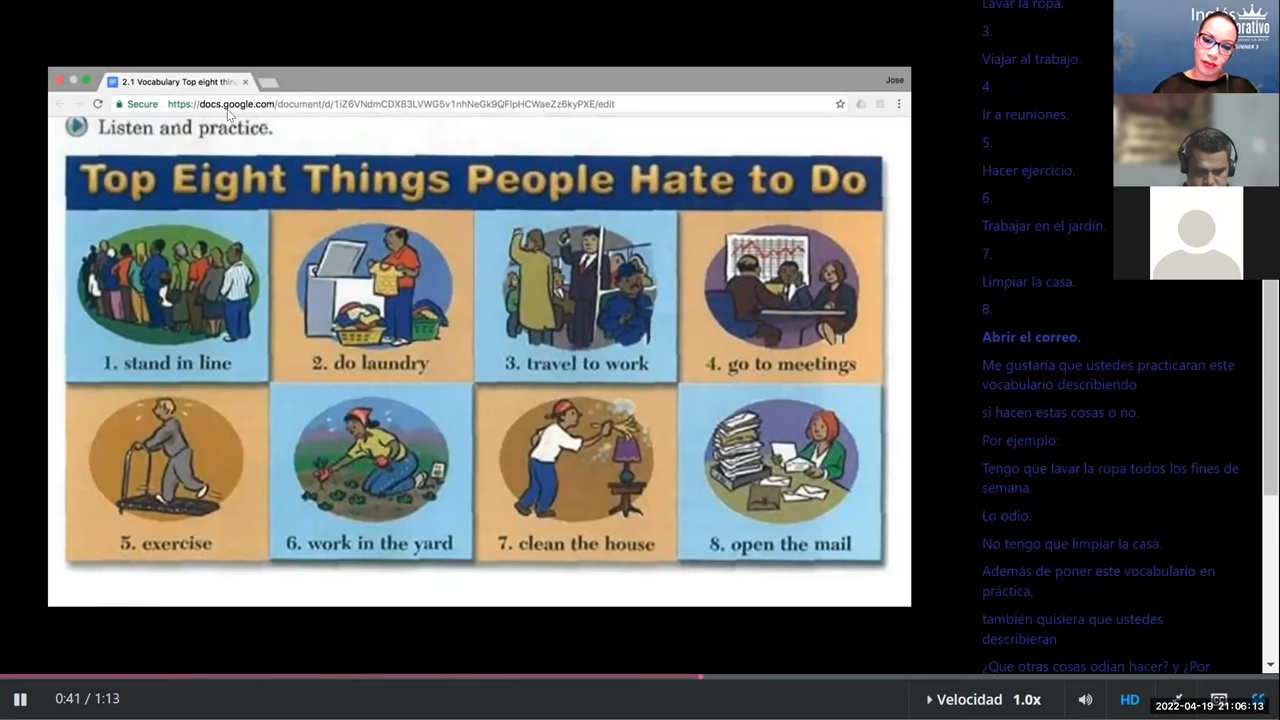 2.1 Vocabulary Top eight thin
Jose
Secure
https://docs.google.com/document/d/1iZ6VNdmCDX83LVWG5v1nhNeGk9QFlpHCWaeZz6kyPXE/edit
Listen and practice.
Top Eight Things People Hate to Do
1. stand in line
2. do laundry
3. travel to work
4. go to meetings
5. exercise
6. work in the yard
7. clean the house
8. open the mail
Lavar la ropa.
3.
Viajar al trabajo.
4.
Ir a reuniones.
5.
Hacer ejercicio.
6.
Trabajar en el jardín.
7.
Limpiar la casa.
8.
Abrir el correo.
Me gustaría que ustedes practicaran este
vocabulario describiendo
si hacen estas cosas o no.
Por ejemplo:
Tengo que lavar la ropa todos los fines de
semana.
Lo odio.
No tengo que limpiar la casa.
Además de poner este vocabulario en
práctica,
también quisiera que ustedes
describieran
¿Que otras cosas odian hacer? y ¿Por
0:41 / 1:13
Velocidad 1.0x
HD
2022-04-19 21:06:13